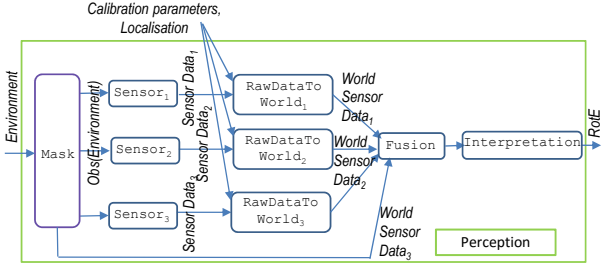 Calibration parameters,
Localisation
Environment
Mask
Obs(Environment)
Sensor1
Sensor2
Sensor3
Sensor Data1
Sensor Data2
Sensor Data3
RawDataTo
World1
RawDataTo
World2
RawDataTo
World3
World
Sensor
Data1
World
Sensor
Data2
World
Sensor
Data3
Fusion
Interpretation
RotE
Perception